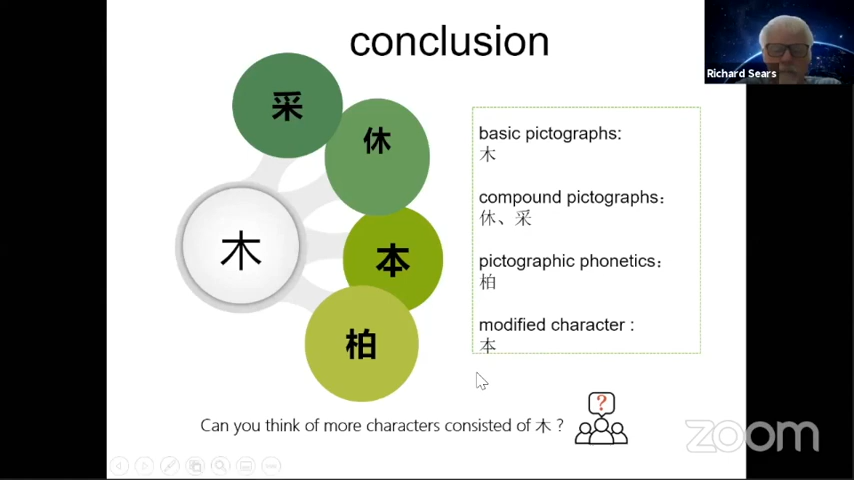 conclusion
Richard Sears
采
休
木
本
柏
basic pictographs:
木
compound pictographs：
休、采
pictographic phonetics：
柏
modified character :
本
?
Can you think of more characters consisted of 木 ?
zoom